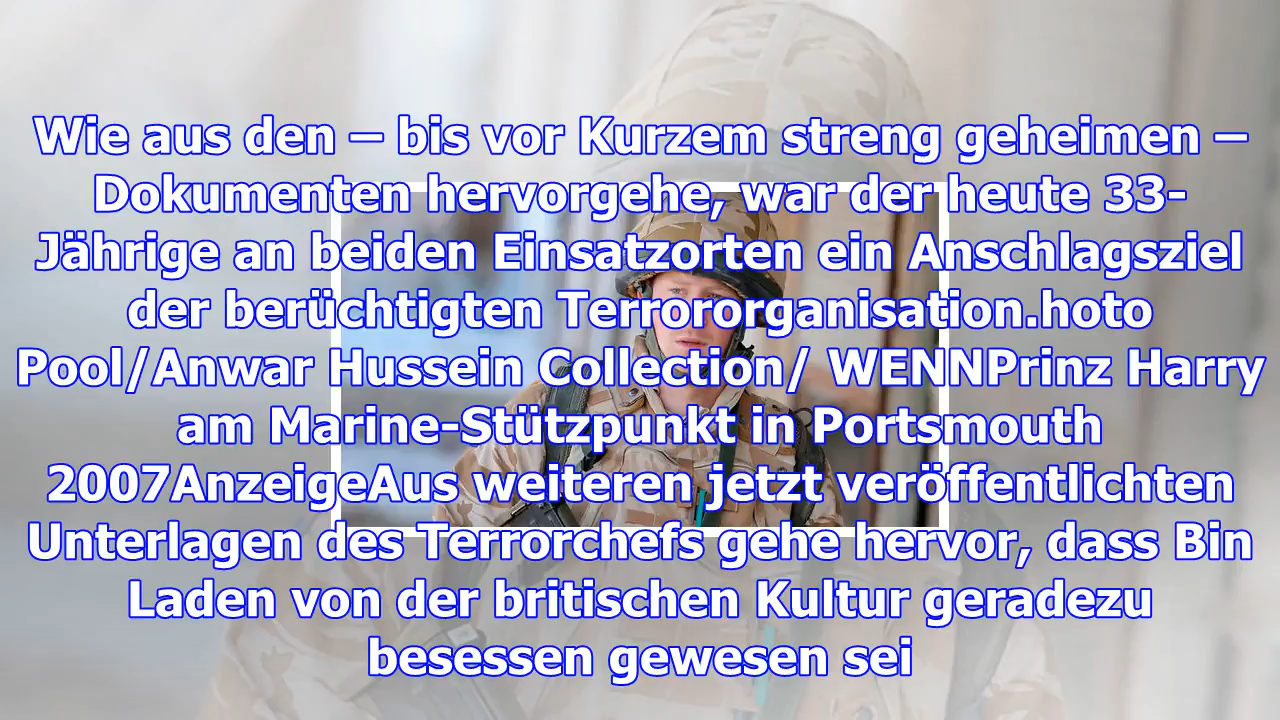 Wie aus den – bis vor Kurzem streng geheimen –
Dokumenten hervorgehe, war der heute 33-
Jährige an beiden Einsatzorten ein Anschlagsziel
der berüchtigten Terrororganisation.hoto
Pool/Anwar Hussein Collection/ WENNPrinz Harry
am Marine-Stützpunkt in Portsmouth
2007AnzeigeAus weiteren jetzt veröffentlichten
Unterlagen des Terrorchefs gehe hervor, dass Bin
Laden von der britischen Kultur geradezu
besessen gewesen sei